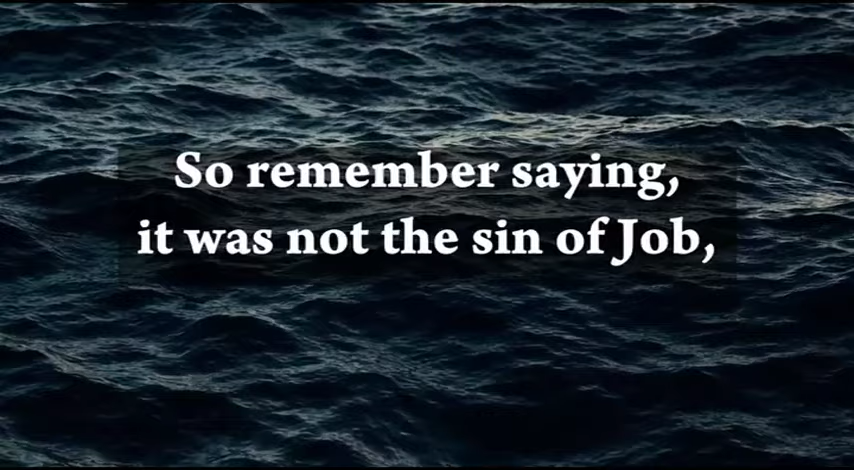 So remember saying,
it was not the sin of Job,